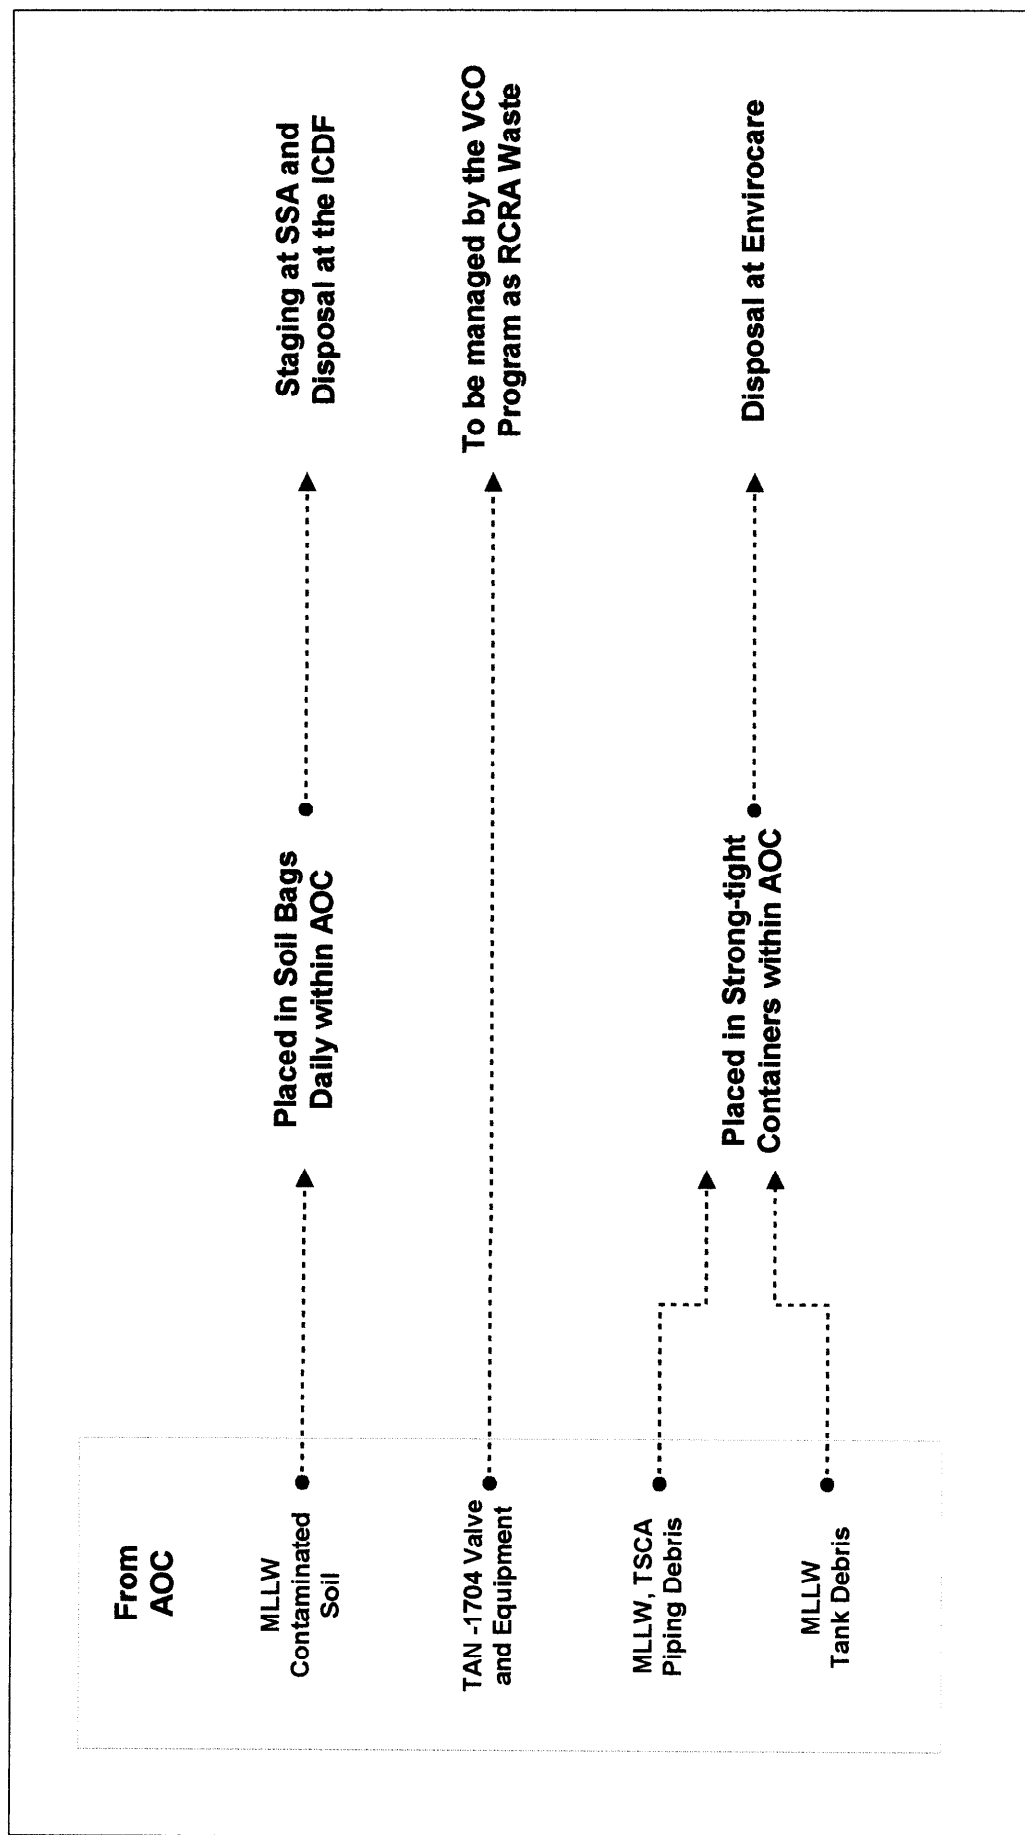 From
AOC
MLLW
Contaminated
Soil
Placed in Soil Bags
Daily within AOC
Staging at SSA and
Disposal at the ICDF
TAN -1704 Valve
and Equipment
To be managed by the VCO
Program as RCRA Waste
MLLW, TSCA
Piping Debris
MLLW
Tank Debris
Placed in Strong-tight
Containers within AOC
Disposal at Envirocare